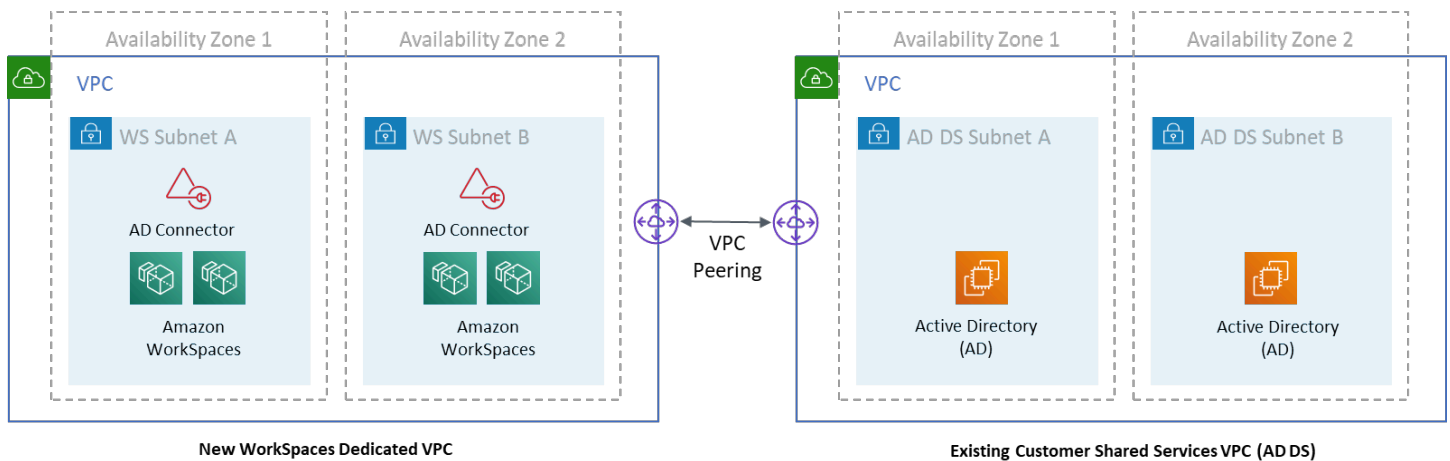 Availability Zone 1
Availability Zone 2
VPC
WS Subnet A
WS Subnet B
AD Connector
AD Connector
Amazon
WorkSpaces
Amazon
WorkSpaces
New WorkSpaces Dedicated VPC
VPC
Peering
Availability Zone 1
Availability Zone 2
VPC
AD DS Subnet A
AD DS Subnet B
Active Directory
(AD)
Active Directory
(AD)
Existing Customer Shared Services VPC (AD DS)